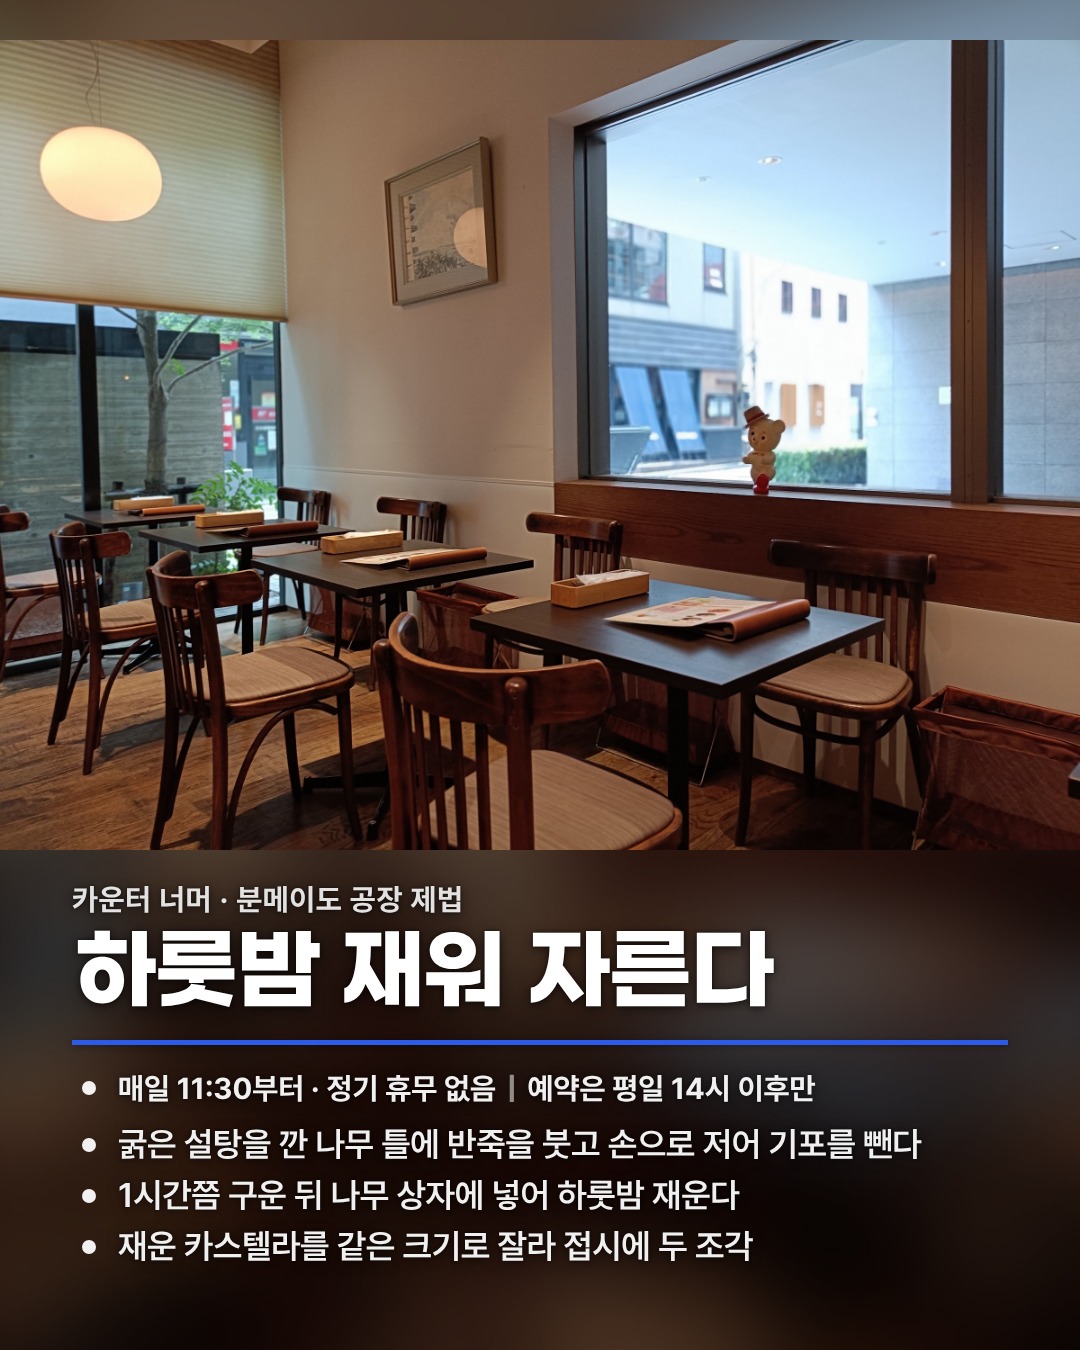 카운터 너머 · 분메이도 공장 제법
하룻밤 재워 자른다
매일 11:30부터 · 정기 휴무 없음 | 예약은 평일 14시 이후만
굵은 설탕을 깐 나무 틀에 반죽을 붓고 손으로 저어 기포를 뺀다
1시간쯤 구운 뒤 나무 상자에 넣어 하룻밤 재운다
재운 카스텔라를 같은 크기로 잘라 접시에 두 조각